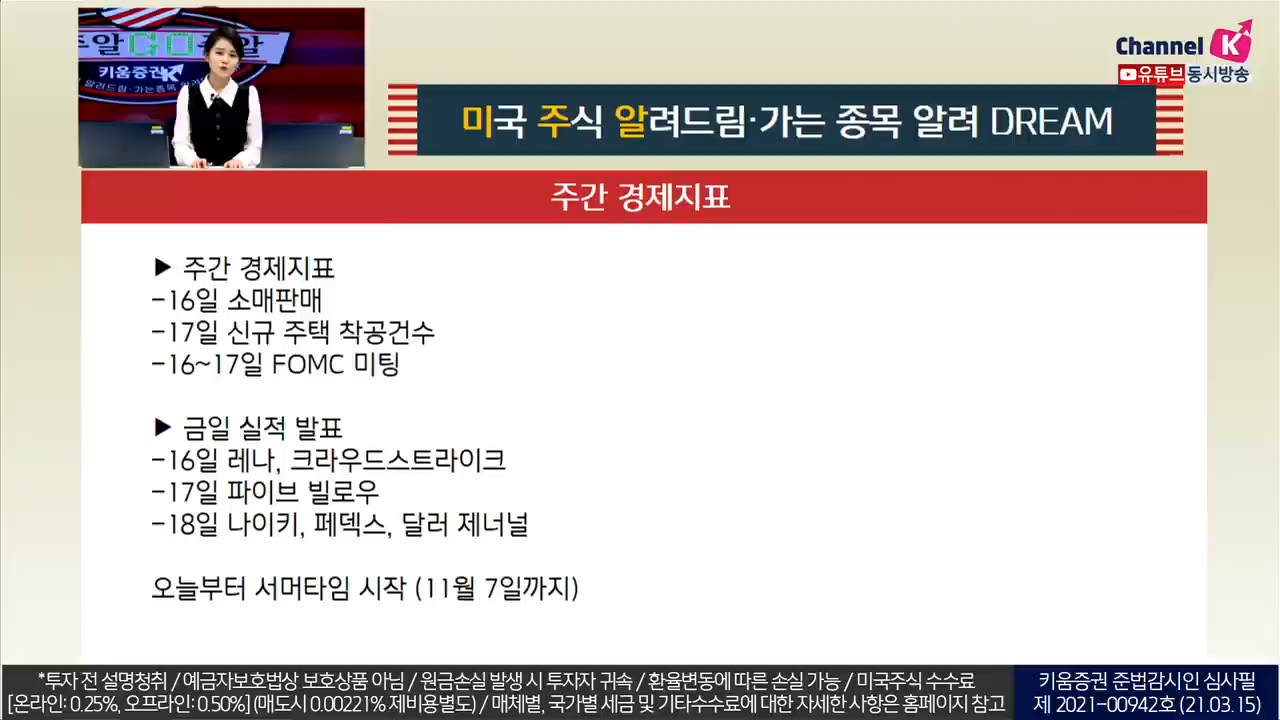 주알GO주알
키움증권
Channel K
유튜브동시방송
미국 주식 알려드림·가는 종목 알려 DREAM
주간 경제지표
▶ 주간 경제지표
-16일 소매판매
-17일 신규 주택 착공건수
-16~17일 FOMC 미팅
▶ 금일 실적 발표
-16일 레나, 크라우드스트라이크
-17일 파이브 빌로우
-18일 나이키, 페덱스, 달러 제너널
오늘부터 서머타임 시작 (11월 7일까지)
*투자 전 설명청취 / 예금자보호법상 보호상품 아님 / 원금손실 발생 시 투자자 귀속 / 환율변동에 따른 손실 가능 / 미국주식 수수료
[온라인: 0.25%, 오프라인: 0.50%] (매도시 0.00221% 제비용별도) / 매체별, 국가별 세금 및 기타수수료에 대한 자세한 사항은 홈페이지 참고
키움증권 준법감시인 심사필
제 2021-00942호 (21.03.15)